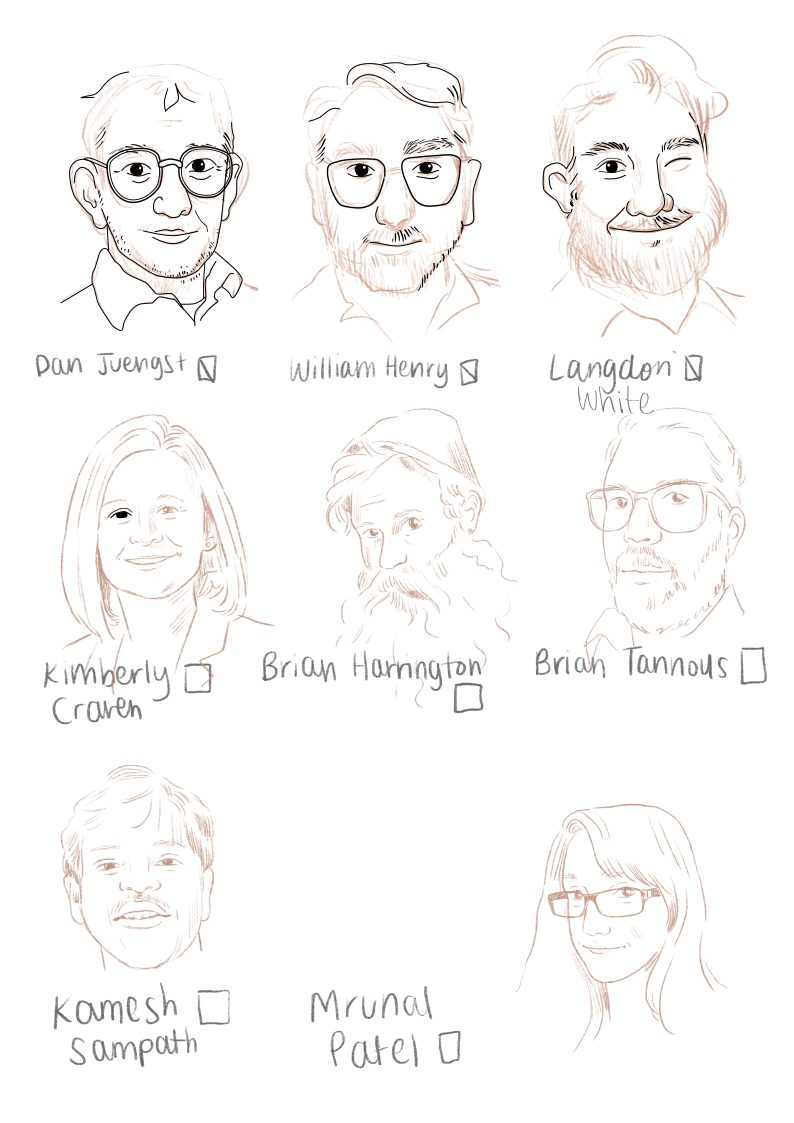 Dan Juengst
William Henry
Langdon
White
Kimberly
Craven
Brian Harrington
Brian Tannous
Kamesh
Sampath
Mrunal
Patel